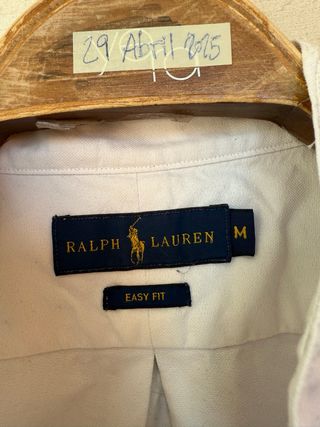 29 Abril 2025
RALPH LAUREN M
EASY FIT